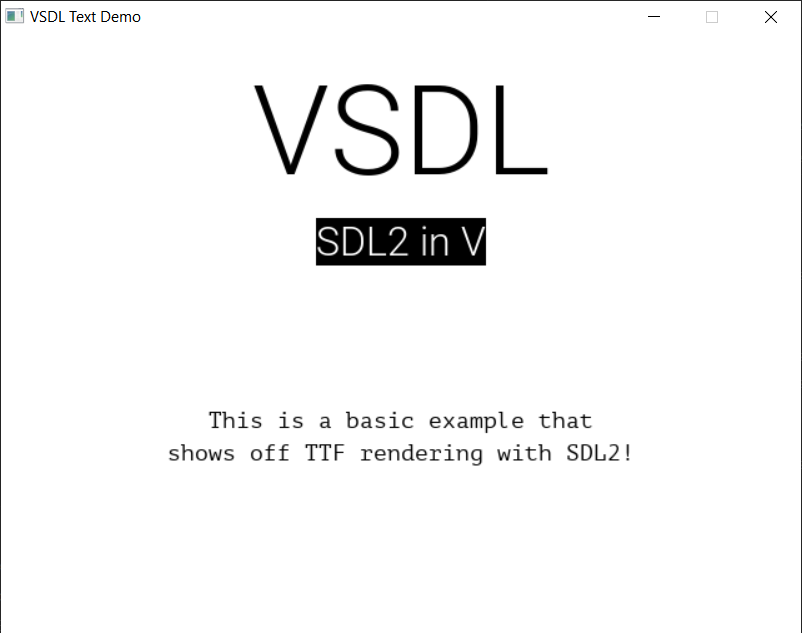 VSDL Text Demo
VSDL
SDL2 in V
This is a basic example that
shows off TTF rendering with SDL2!